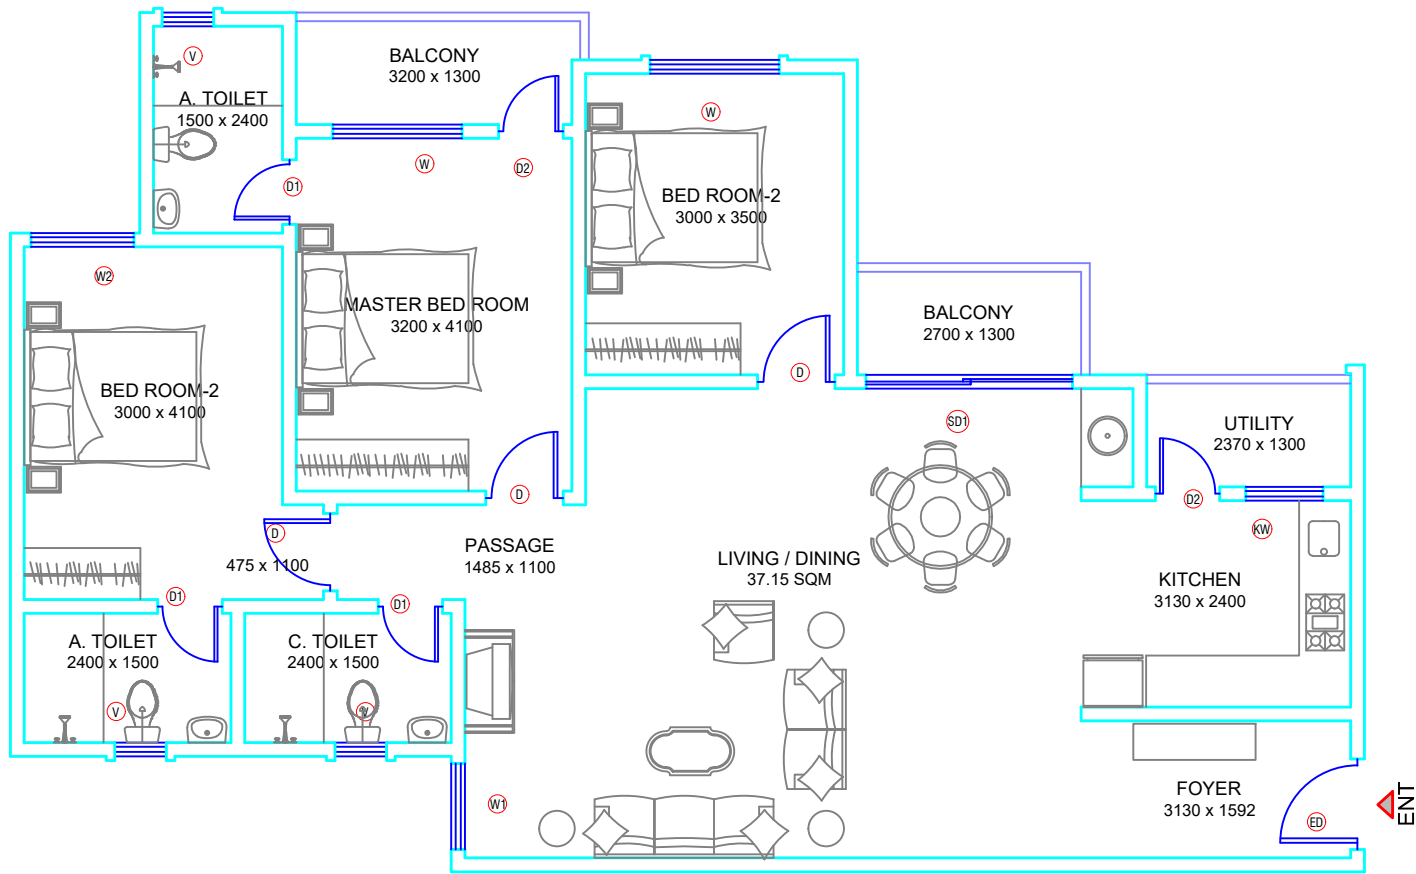 BALCONY
3200 x 1300
V
A. TOILET
1500 x 2400
W
W
D2
D1
BED ROOM-2
3000 x 3500
W2
MASTER BED ROOM
3200 x 4100
BALCONY
2700 x 1300
D
BED ROOM-2
3000 x 4100
SD1
UTILITY
2370 x 1300
D
D2
KW
D
475 x 1100
PASSAGE
1485 x 1100
LIVING / DINING
37.15 SQM
KITCHEN
3130 x 2400
D1
D1
A. TOILET
2400 x 1500
C. TOILET
2400 x 1500
V
V
W1
FOYER
3130 x 1592
ED
ENT